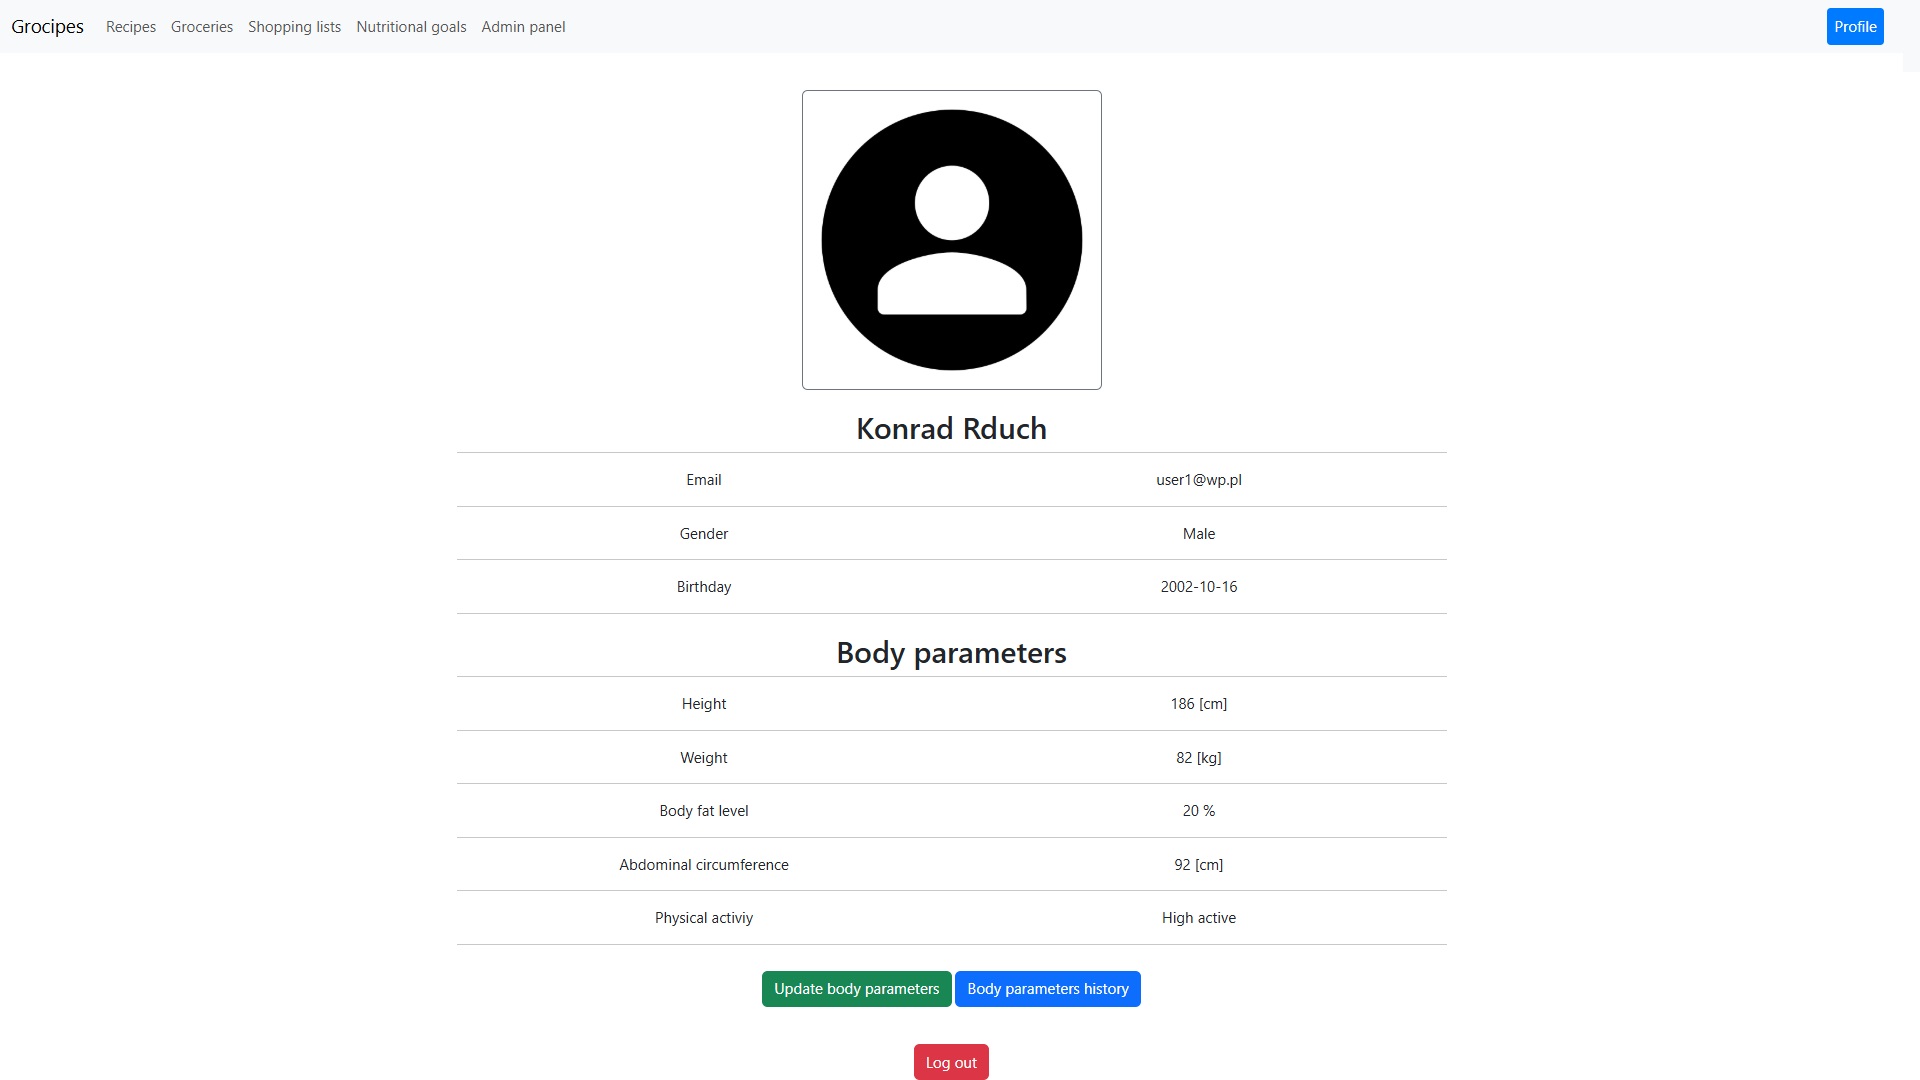 Grocipes Recipes Groceries Shopping lists Nutritional goals Admin panel Profile
Konrad Rduch
Email user1@wp.pl
Gender Male
Birthday 2002-10-16
Body parameters
Height 186 [cm]
Weight 82 [kg]
Body fat level 20 %
Abdominal circumference 92 [cm]
Physical activiy High active
Update body parameters Body parameters history
Log out